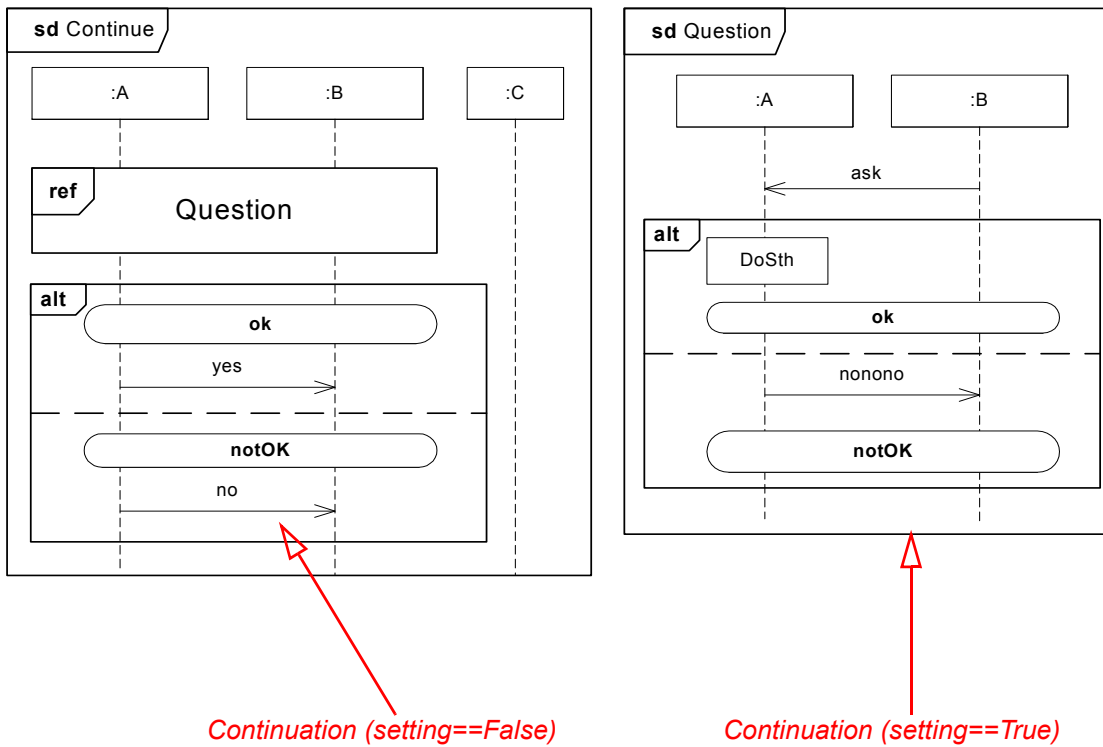 sd Continue
:A
:B
:C
ref
Question
alt
ok
yes
notOK
no
Continuation (setting==False)
sd Question
:A
:B
ask
alt
DoSth
ok
nonono
notOK
Continuation (setting==True)